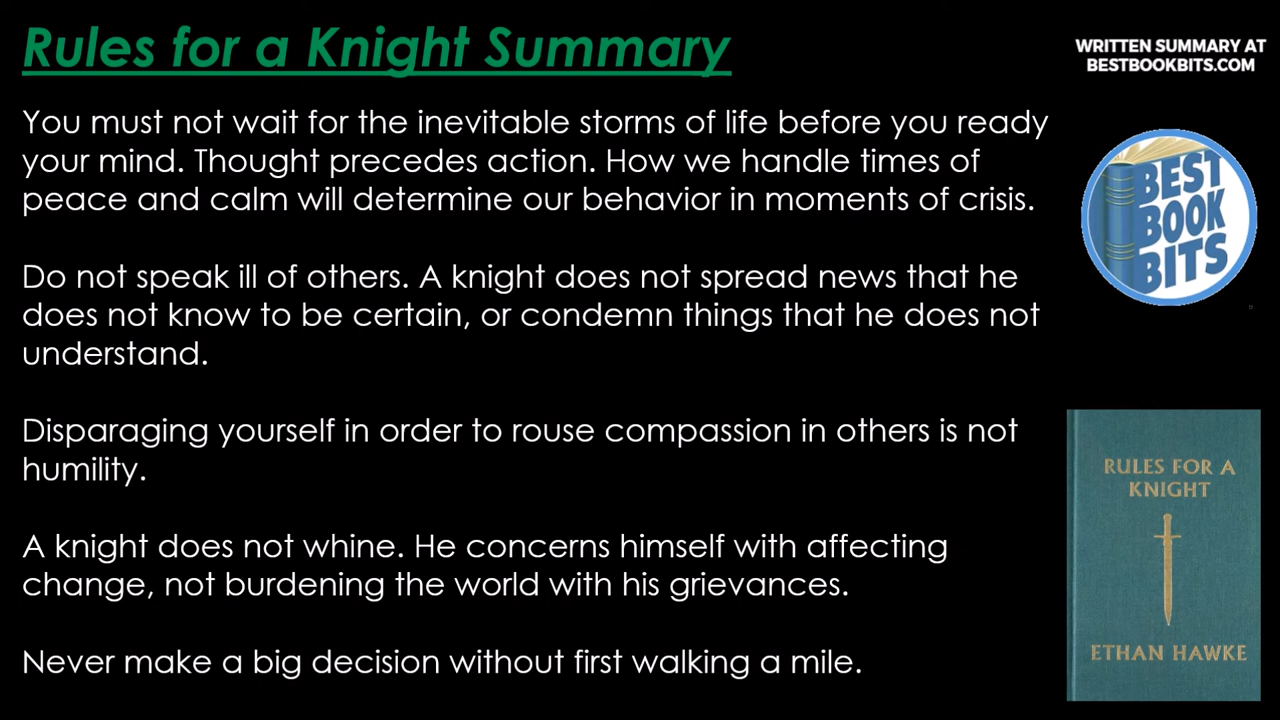 Rules for a Knight Summary
WRITTEN SUMMARY AT
BESTBOOKBITS.COM
You must not wait for the inevitable storms of life before you ready
your mind. Thought precedes action. How we handle times of
peace and calm will determine our behavior in moments of crisis.
Do not speak ill of others. A knight does not spread news that he
does not know to be certain, or condemn things that he does not
understand.
Disparaging yourself in order to rouse compassion in others is not
humility.
A knight does not whine. He concerns himself with affecting
change, not burdening the world with his grievances.
Never make a big decision without first walking a mile.
BEST
BOOK
BITS
RULES FOR A
KNIGHT
ETHAN HAWKE